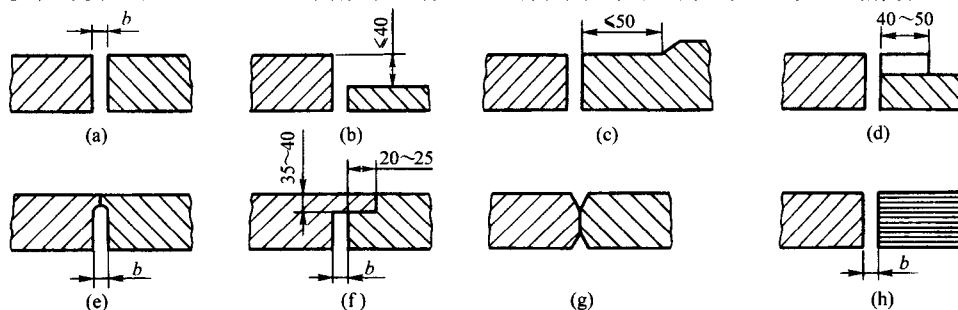 b ≤40 ≤50 40～50
(a) (b) (c) (d)
35～40 20～25
b b b
(e) (f) (g) (h)